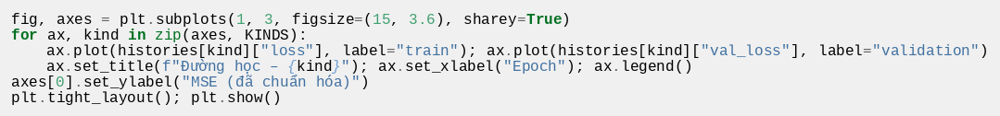 fig, axes = plt.subplots(1, 3, figsize=(15, 3.6), sharey=True)
for ax, kind in zip(axes, KINDS):
    ax.plot(histories[kind]["loss"], label="train"); ax.plot(histories[kind]["val_loss"], label="validation")
    ax.set_title(f"Đường học – {kind}"); ax.set_xlabel("Epoch"); ax.legend()
axes[0].set_ylabel("MSE (đã chuẩn hóa)")
plt.tight_layout(); plt.show()